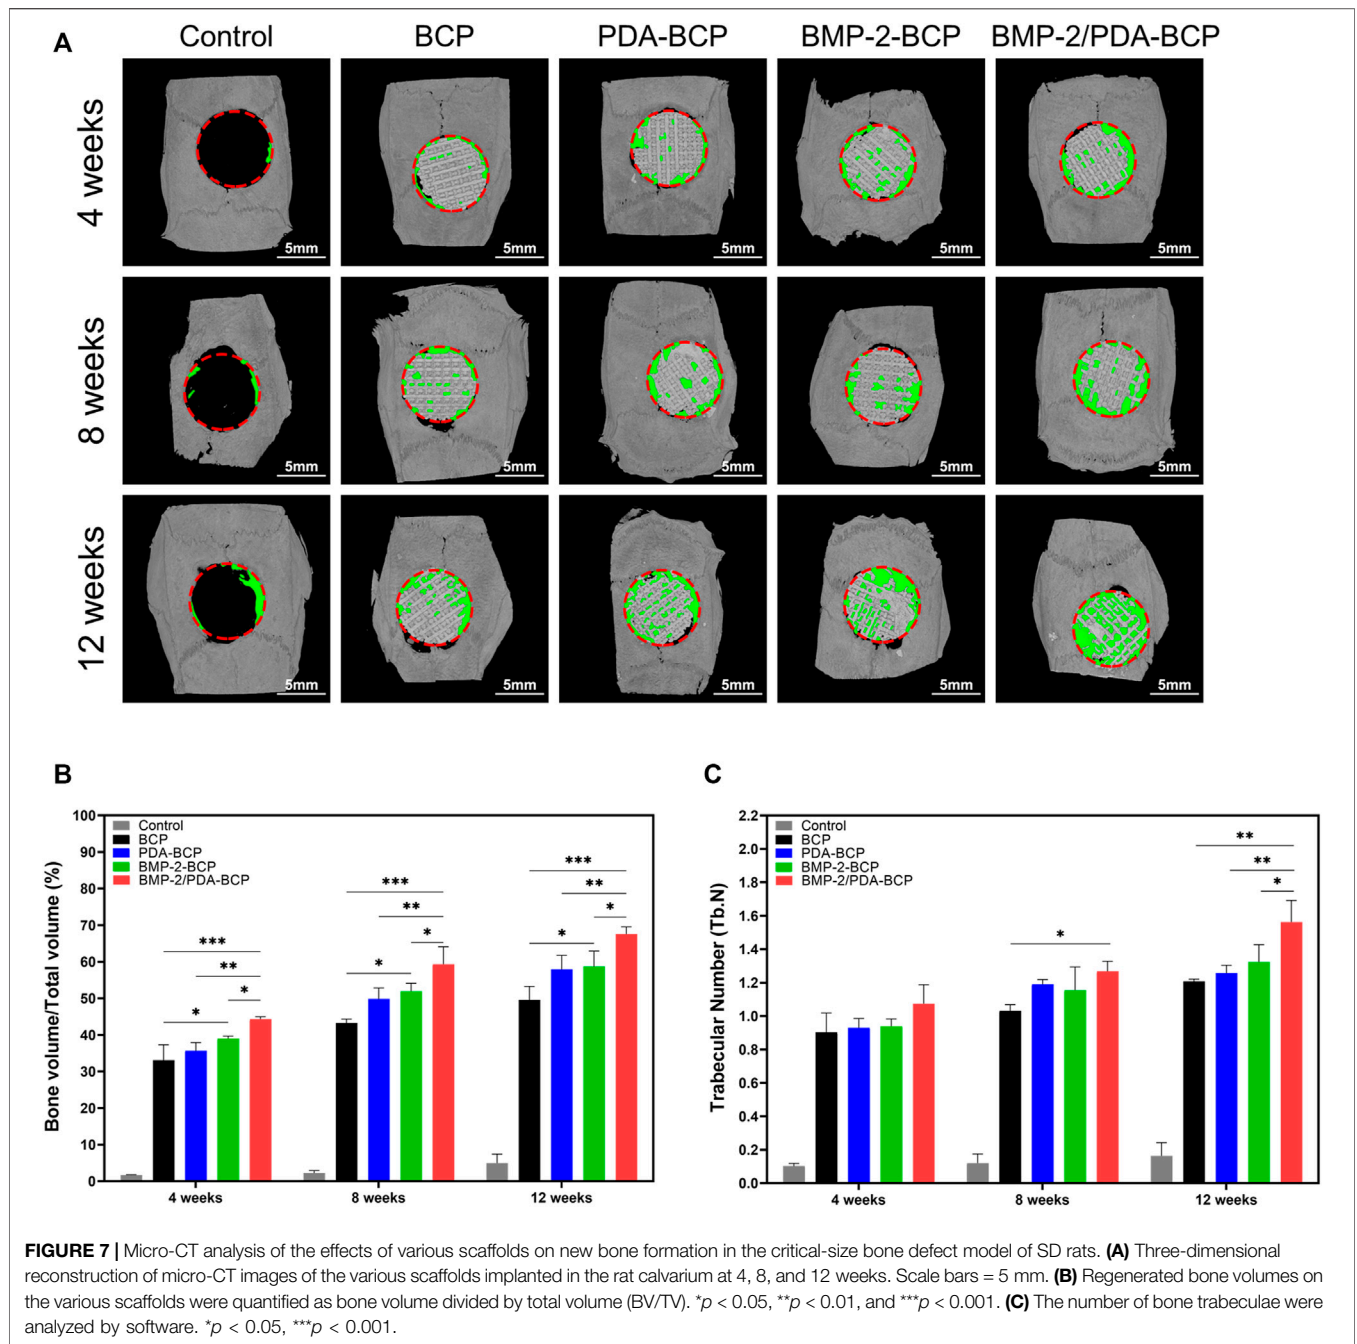 A
Control BCP PDA-BCP BMP-2-BCP BMP-2/PDA-BCP
4 weeks
5mm 5mm 5mm 5mm 5mm
8 weeks
5mm 5mm 5mm 5mm 5mm
12 weeks
5mm 5mm 5mm 5mm 5mm
B
Bone volume/Total volume (%)
100
90
80
70
60
50
40
30
20
10
0
Control
BCP
PDA-BCP
BMP-2-BCP
BMP-2/PDA-BCP
***
**
*
*
***
**
*
*
***
**
*
*
4 weeks 8 weeks 12 weeks
C
Trabecular Number (Tb.N)
2.2
2.0
1.8
1.6
1.4
1.2
1.0
0.8
0.6
0.4
0.2
0.0
Control
BCP
PDA-BCP
BMP-2-BCP
BMP-2/PDA-BCP
*
**
**
*
4 weeks 8 weeks 12 weeks
FIGURE 7 | Micro-CT analysis of the effects of various scaffolds on new bone formation in the critical-size bone defect model of SD rats. (A) Three-dimensional
reconstruction of micro-CT images of the various scaffolds implanted in the rat calvarium at 4, 8, and 12 weeks. Scale bars = 5 mm. (B) Regenerated bone volumes on
the various scaffolds were quantified as bone volume divided by total volume (BV/TV). *p < 0.05, **p < 0.01, and ***p < 0.001. (C) The number of bone trabeculae were
analyzed by software. *p < 0.05, ***p < 0.001.